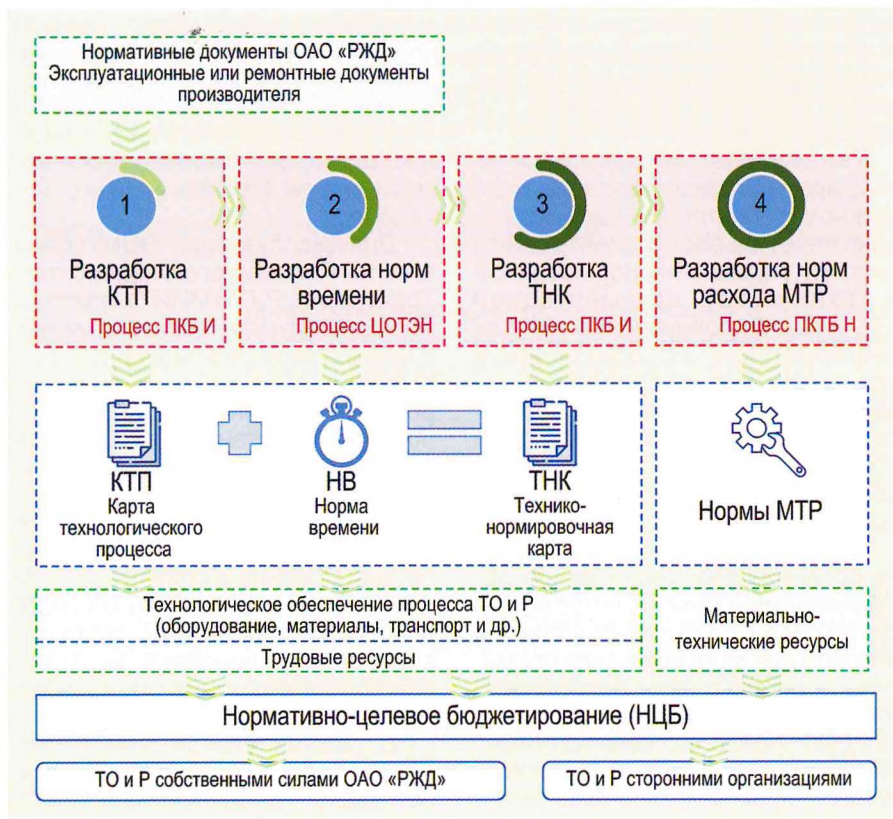 Нормативные документы ОАО «РЖД»
Эксплуатационные или ремонтные документы
производителя
1
Разработка
КТП
Процесс ПКБ И
2
Разработка норм
времени
Процесс ЦОТЭН
3
Разработка
ТНК
Процесс ПКБ И
4
Разработка норм
расхода МТР
Процесс ПКТБ Н
КТП
Карта
технологического
процесса
НВ
Норма
времени
ТНК
Технико-
нормировочная
карта
Нормы МТР
Технологическое обеспечение процесса ТО и Р
(оборудование, материалы, транспорт и др.)
Трудовые ресурсы
Материально-
технические ресурсы
Нормативно-целевое бюджетирование (НЦБ)
ТО и Р собственными силами ОАО «РЖД»
ТО и Р сторонними организациями